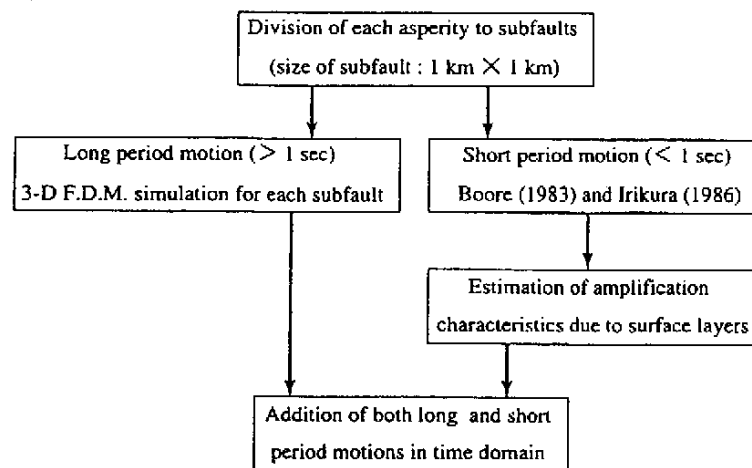 Division of each asperity to subfaults
(size of subfault : 1 km × 1 km)
Long period motion (> 1 sec)
3-D F.D.M. simulation for each subfault
Short period motion (< 1 sec)
Boore (1983) and Irikura (1986)
Estimation of amplification
characteristics due to surface layers
Addition of both long and short
period motions in time domain